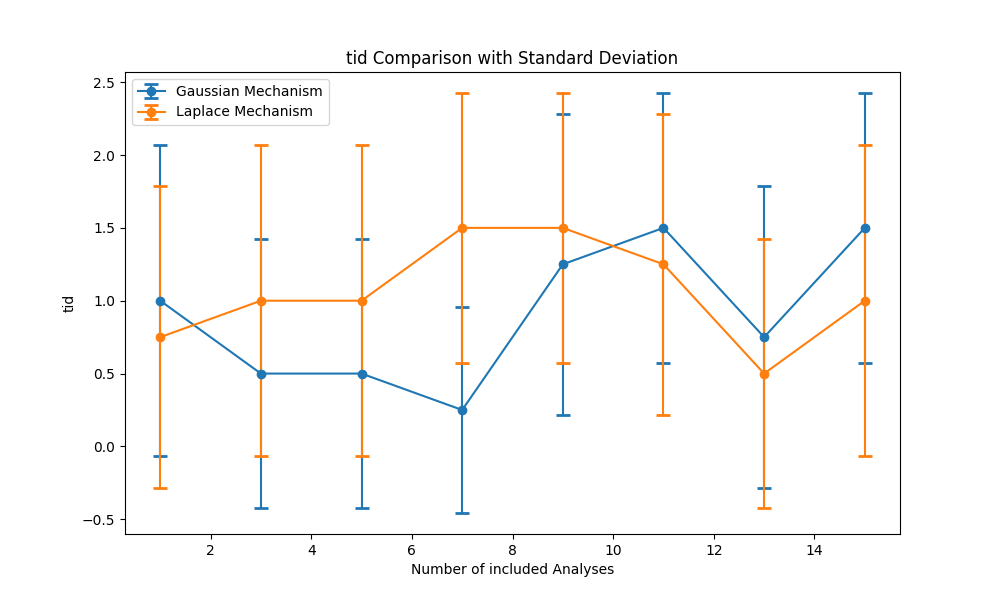 tid Comparison with Standard Deviation
Gaussian Mechanism
Laplace Mechanism
2.5
2.0
1.5
1.0
0.5
0.0
−0.5
tid
2 4 6 8 10 12 14
Number of included Analyses